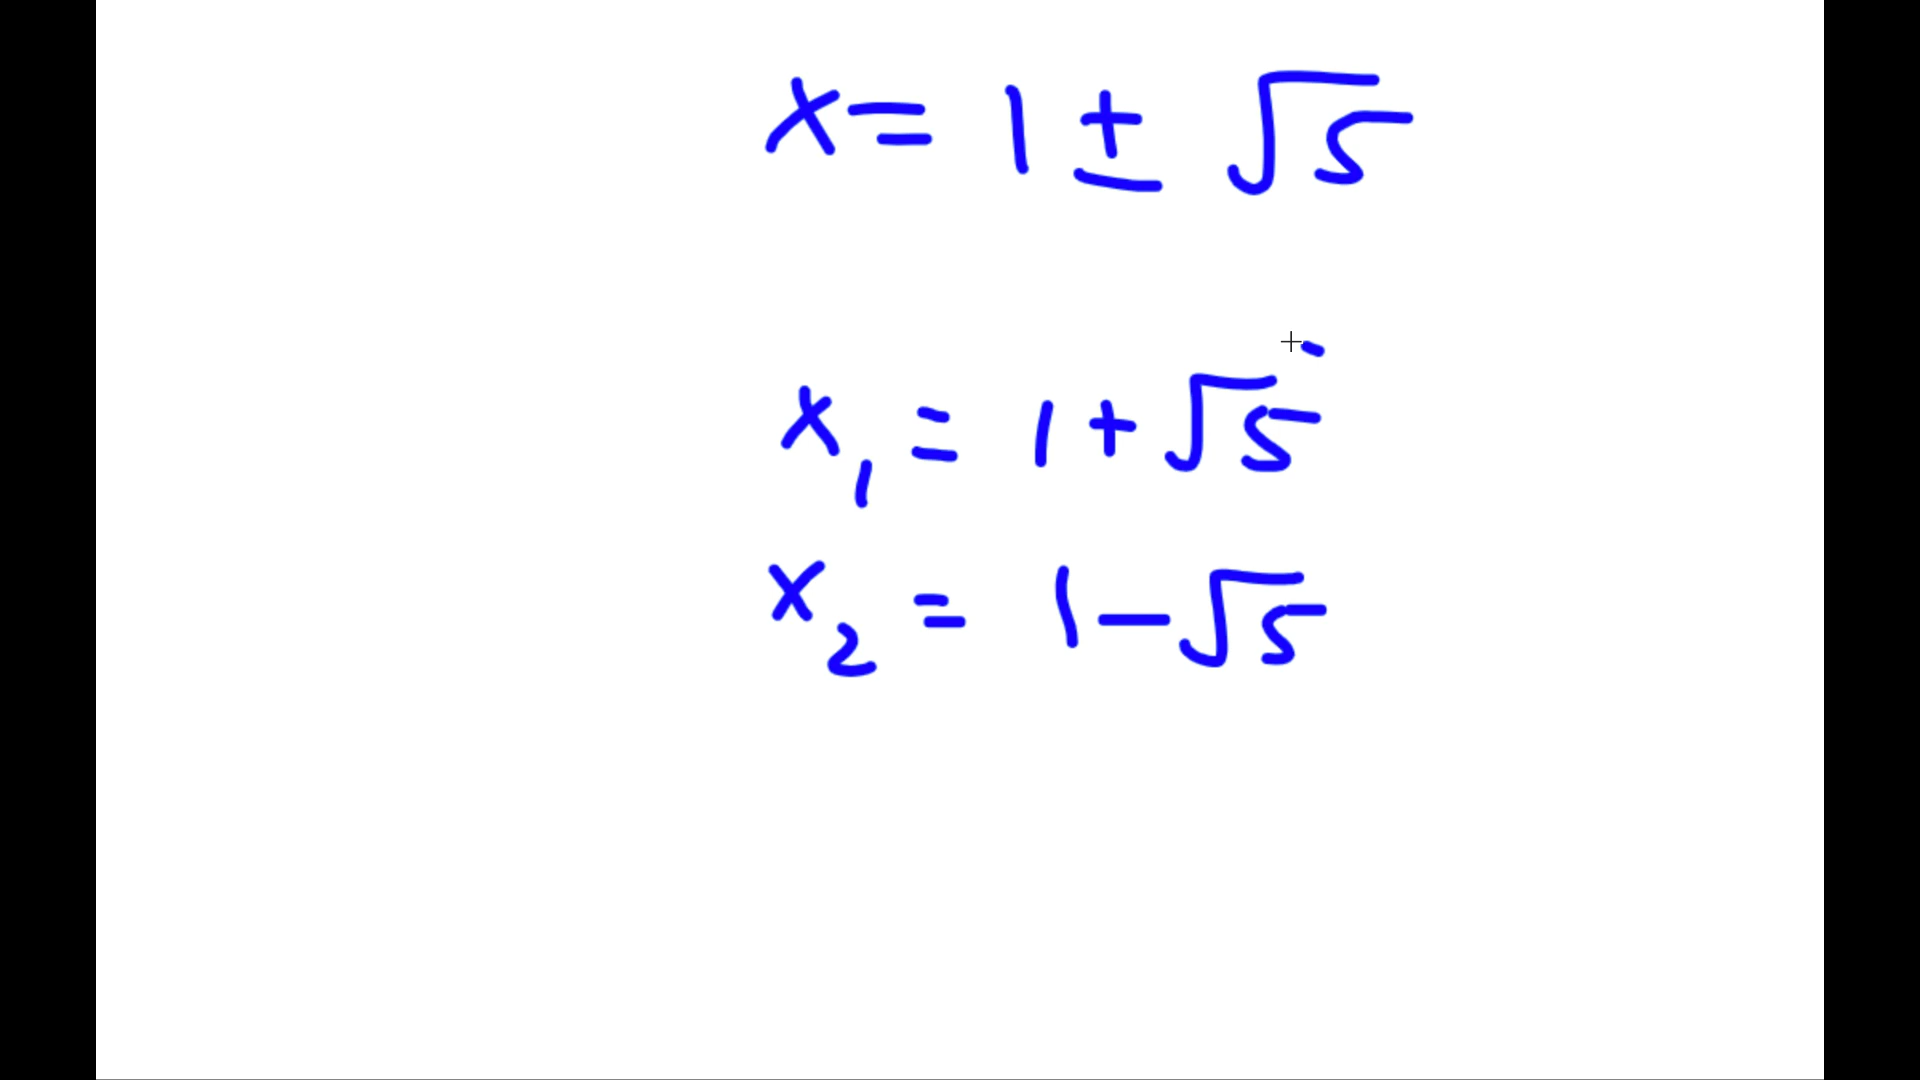 x = 1 ± √5
x₁ = 1 + √5
x₂ = 1 - √5